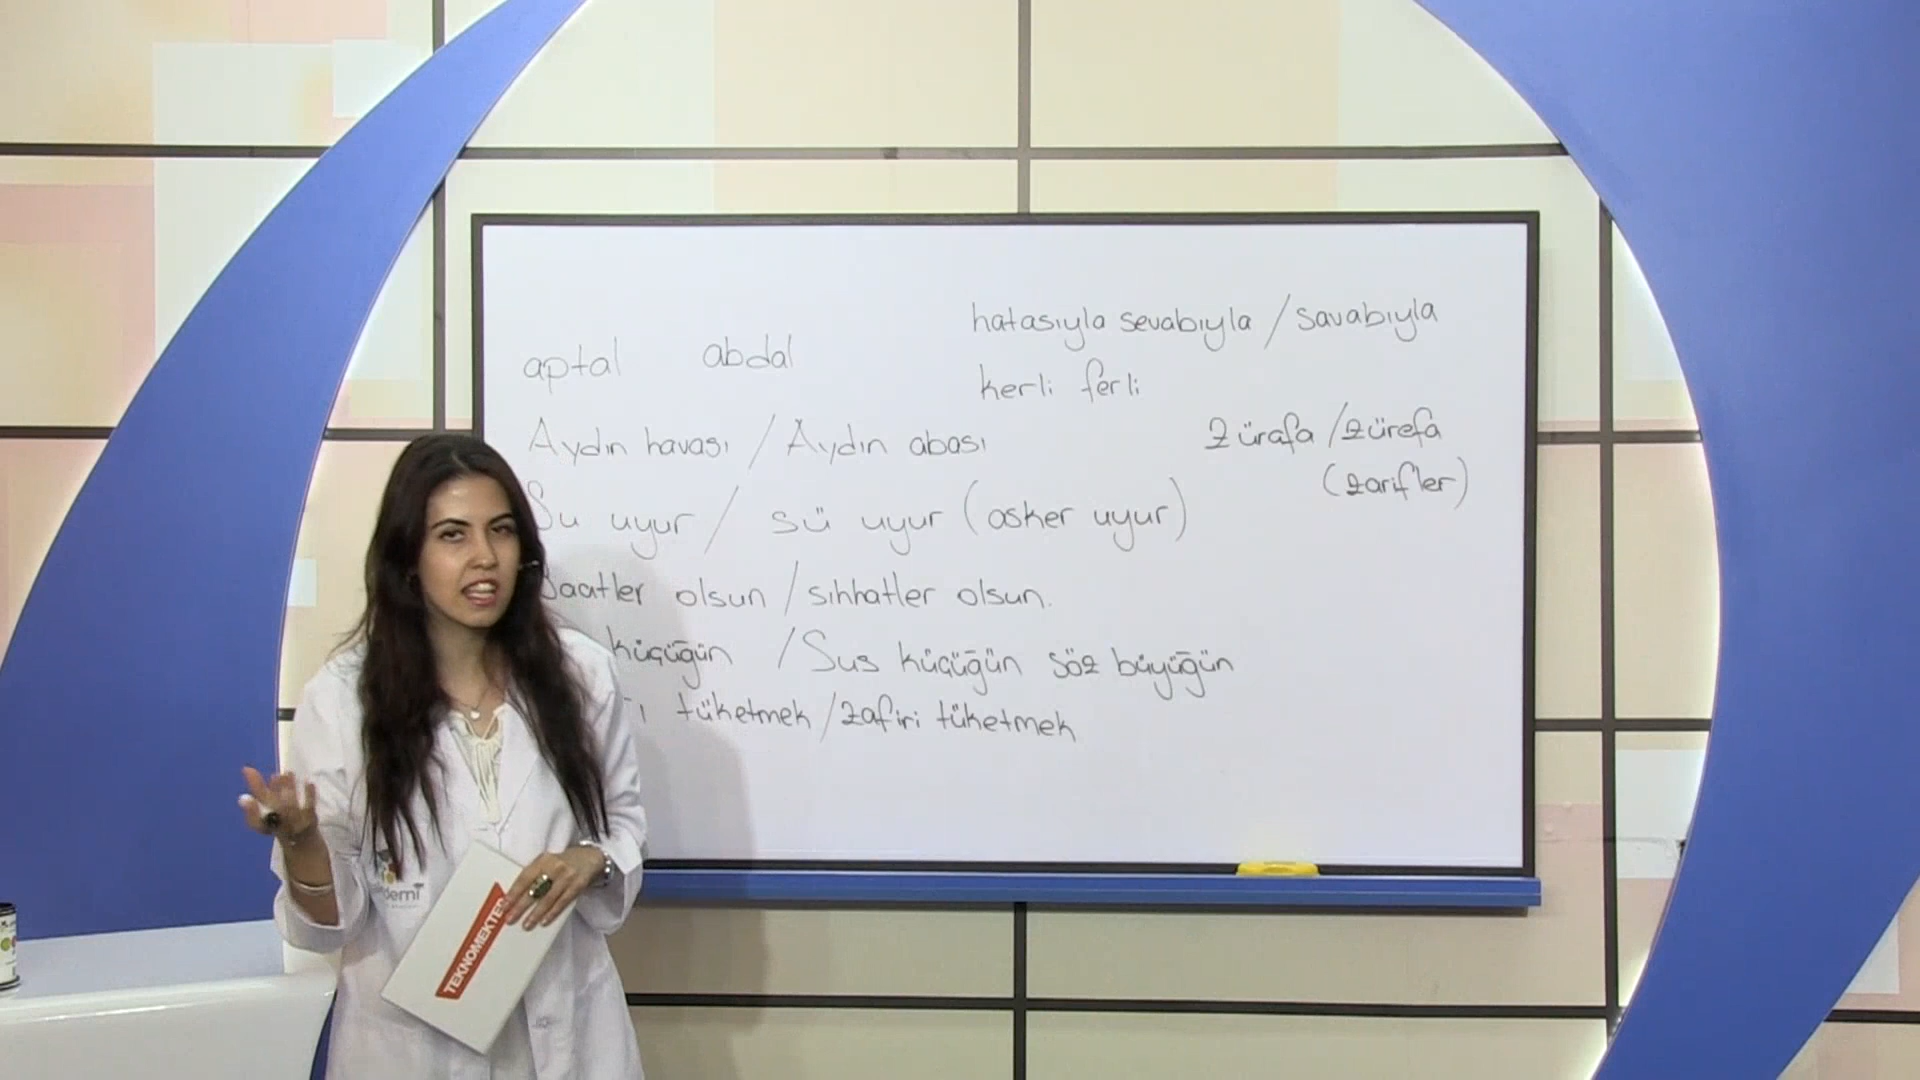 hatasıyla sevabıyla / savabıyla
aptal abdal
kerli ferli
Aydın havası / Aydın abası
zürafa / zürefa
(zarifler)
Su uyur / sü uyur (asker uyur)
Saatler olsun / sıhhatler olsun.
küçüğün / Sus küçüğün söz büyüğün
tüketmek / zafiri tüketmek
TEKNOMEKTEP